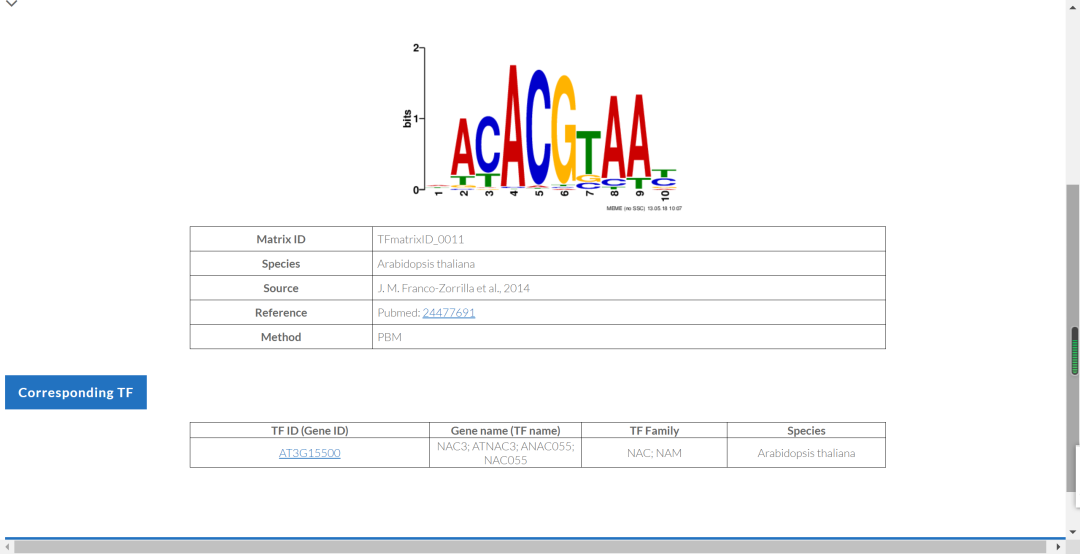 2
bits
1
0
ACACGTAAT
TTGCCTC
GC
1 2 3 4 5 6 7 8 9 10
MEME (no SSC) 13.05.18 10:07
Matrix ID TFmatrixID_0011
Species Arabidopsis thaliana
Source J. M. Franco-Zorrilla et al., 2014
Reference Pubmed: 24477691
Method PBM
Corresponding TF
TF ID (Gene ID) Gene name (TF name) TF Family Species
AT3G15500 NAC3; ATNAC3; ANAC055; NAC; NAM Arabidopsis thaliana
NAC055